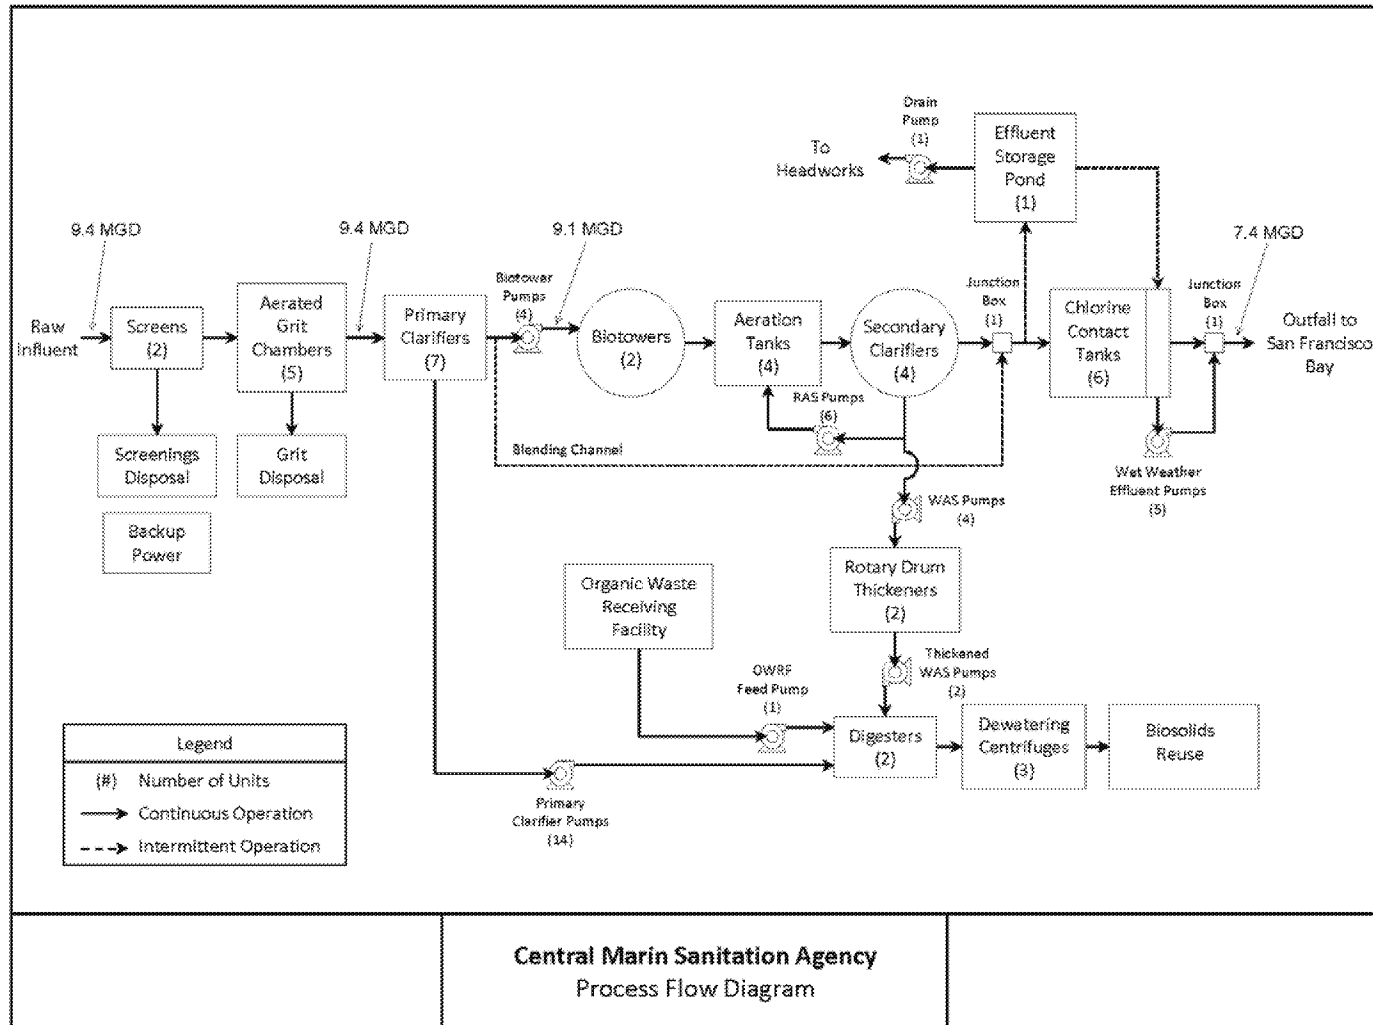 Drain
Pump
(1)
To
Headworks
Effluent
Storage
Pond
(1)
9.4 MGD
9.4 MGD
9.1 MGD
7.4 MGD
Raw
Influent
Screens
(2)
Aerated
Grit
Chambers
(5)
Primary
Clarifiers
(7)
Biotower
Pumps
(4)
Biotowers
(2)
Aeration
Tanks
(4)
Secondary
Clarifiers
(4)
Junction
Box
(1)
Chlorine
Contact
Tanks
(6)
Junction
Box
(1)
Outfall to
San Francisco
Bay
RAS Pumps
(6)
Blending Channel
Screenings
Disposal
Grit
Disposal
Wet Weather
Effluent Pumps
(5)
Backup
Power
WAS Pumps
(4)
Organic Waste
Receiving
Facility
Rotary Drum
Thickeners
(2)
Thickened
WAS Pumps
(2)
OWRF
Feed Pump
(1)
Digesters
(2)
Dewatering
Centrifuges
(3)
Biosolids
Reuse
Primary
Clarifier Pumps
(14)
Legend
(#) Number of Units
Continuous Operation
Intermittent Operation
Central Marin Sanitation Agency
Process Flow Diagram